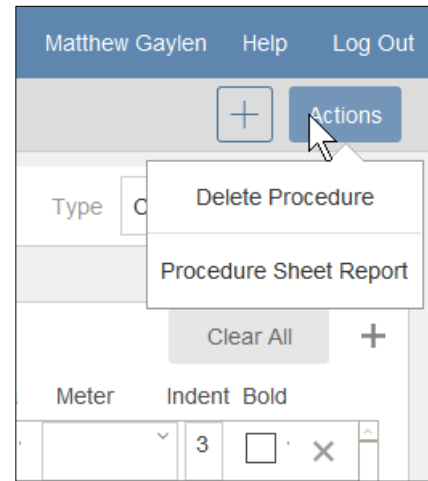 Matthew Gaylen Help Log Out
Actions
Delete Procedure
Type C
Procedure Sheet Report
Clear All
Meter Indent Bold
3